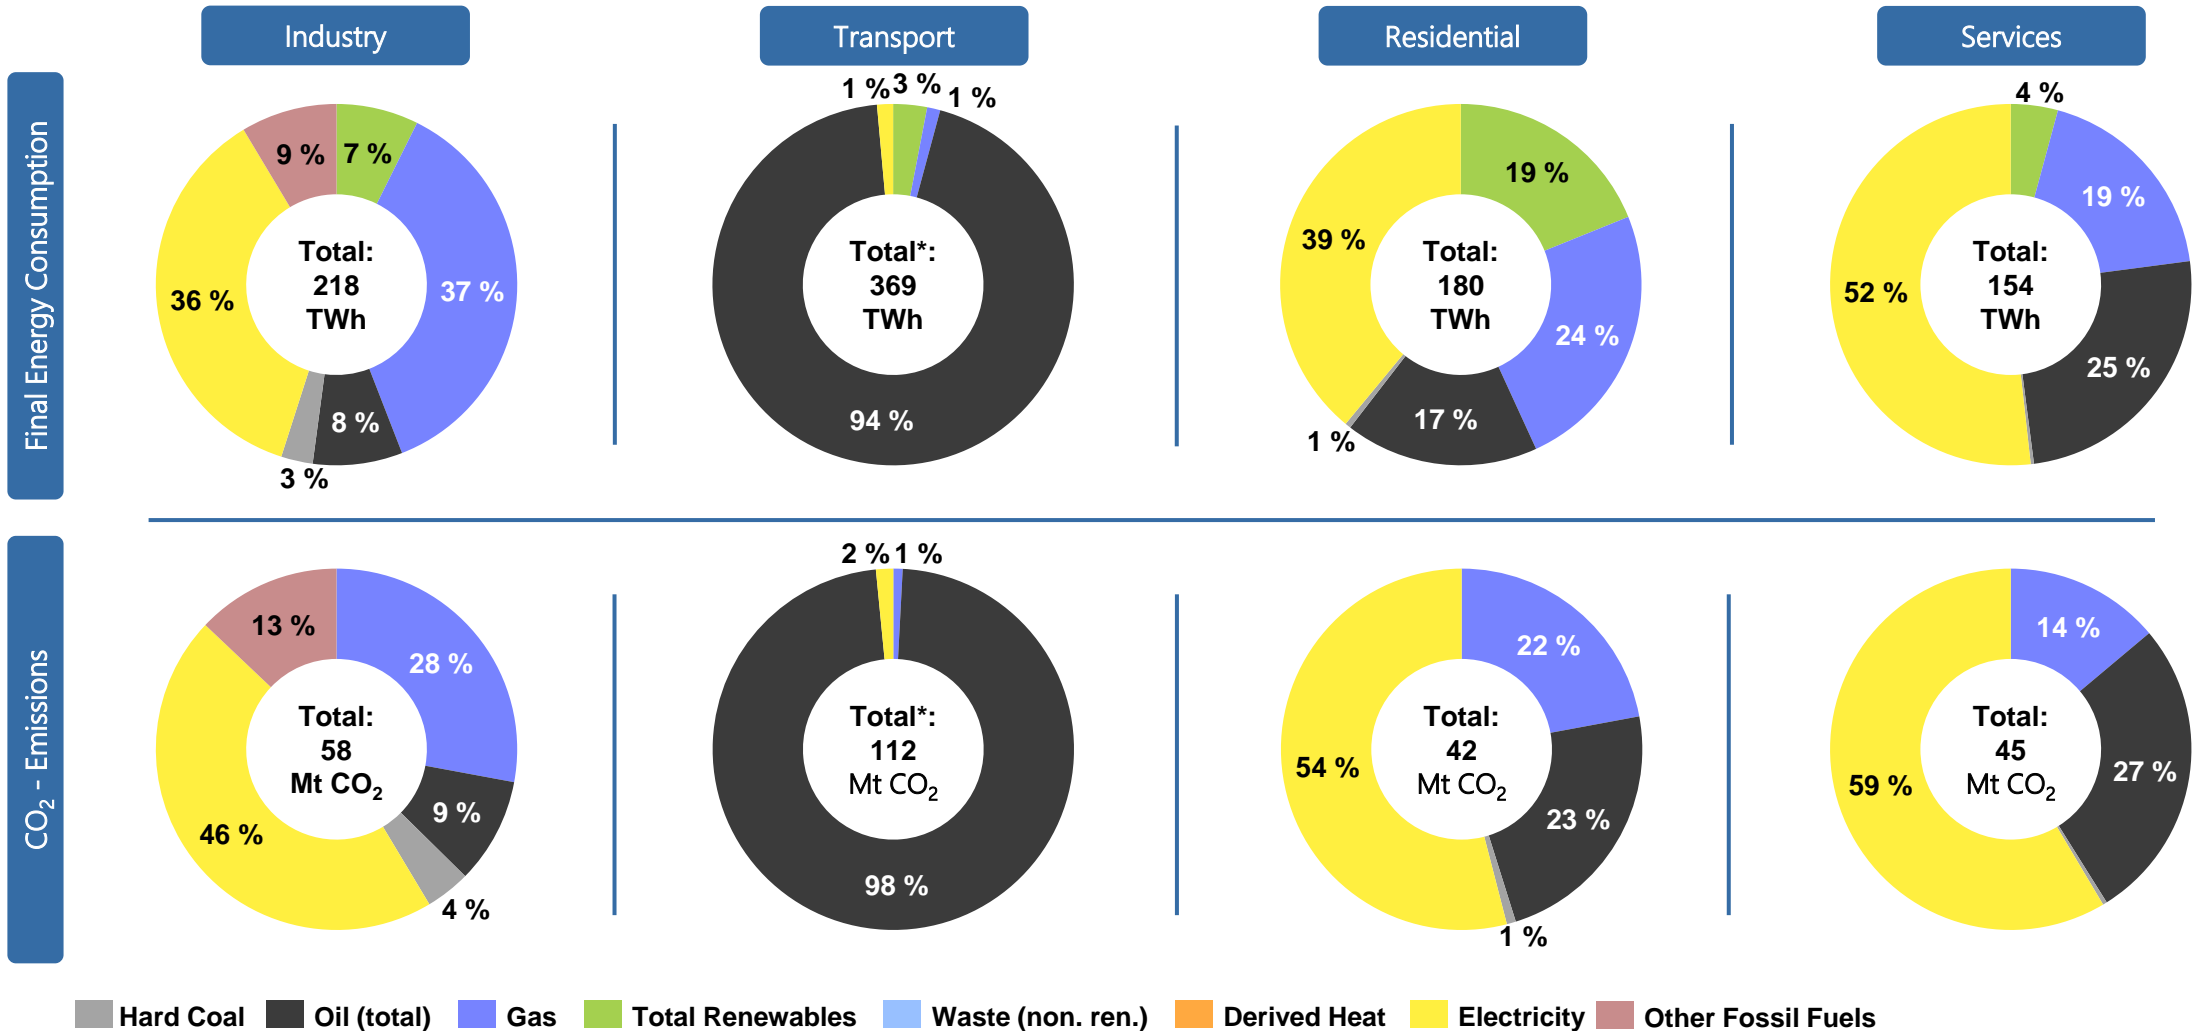 Industry
Transport
Residential
Services
Final Energy Consumption
9 %
7 %
37 %
8 %
3 %
36 %
Total:
218
TWh
1 %
3 %
1 %
94 %
Total*:
369
TWh
19 %
24 %
17 %
1 %
39 %
Total:
180
TWh
4 %
19 %
25 %
52 %
Total:
154
TWh
CO₂ - Emissions
13 %
28 %
9 %
4 %
46 %
Total:
58
Mt CO₂
2 %
1 %
98 %
Total*:
112
Mt CO₂
22 %
23 %
1 %
54 %
Total:
42
Mt CO₂
14 %
27 %
59 %
Total:
45
Mt CO₂
Hard Coal
Oil (total)
Gas
Total Renewables
Waste (non. ren.)
Derived Heat
Electricity
Other Fossil Fuels